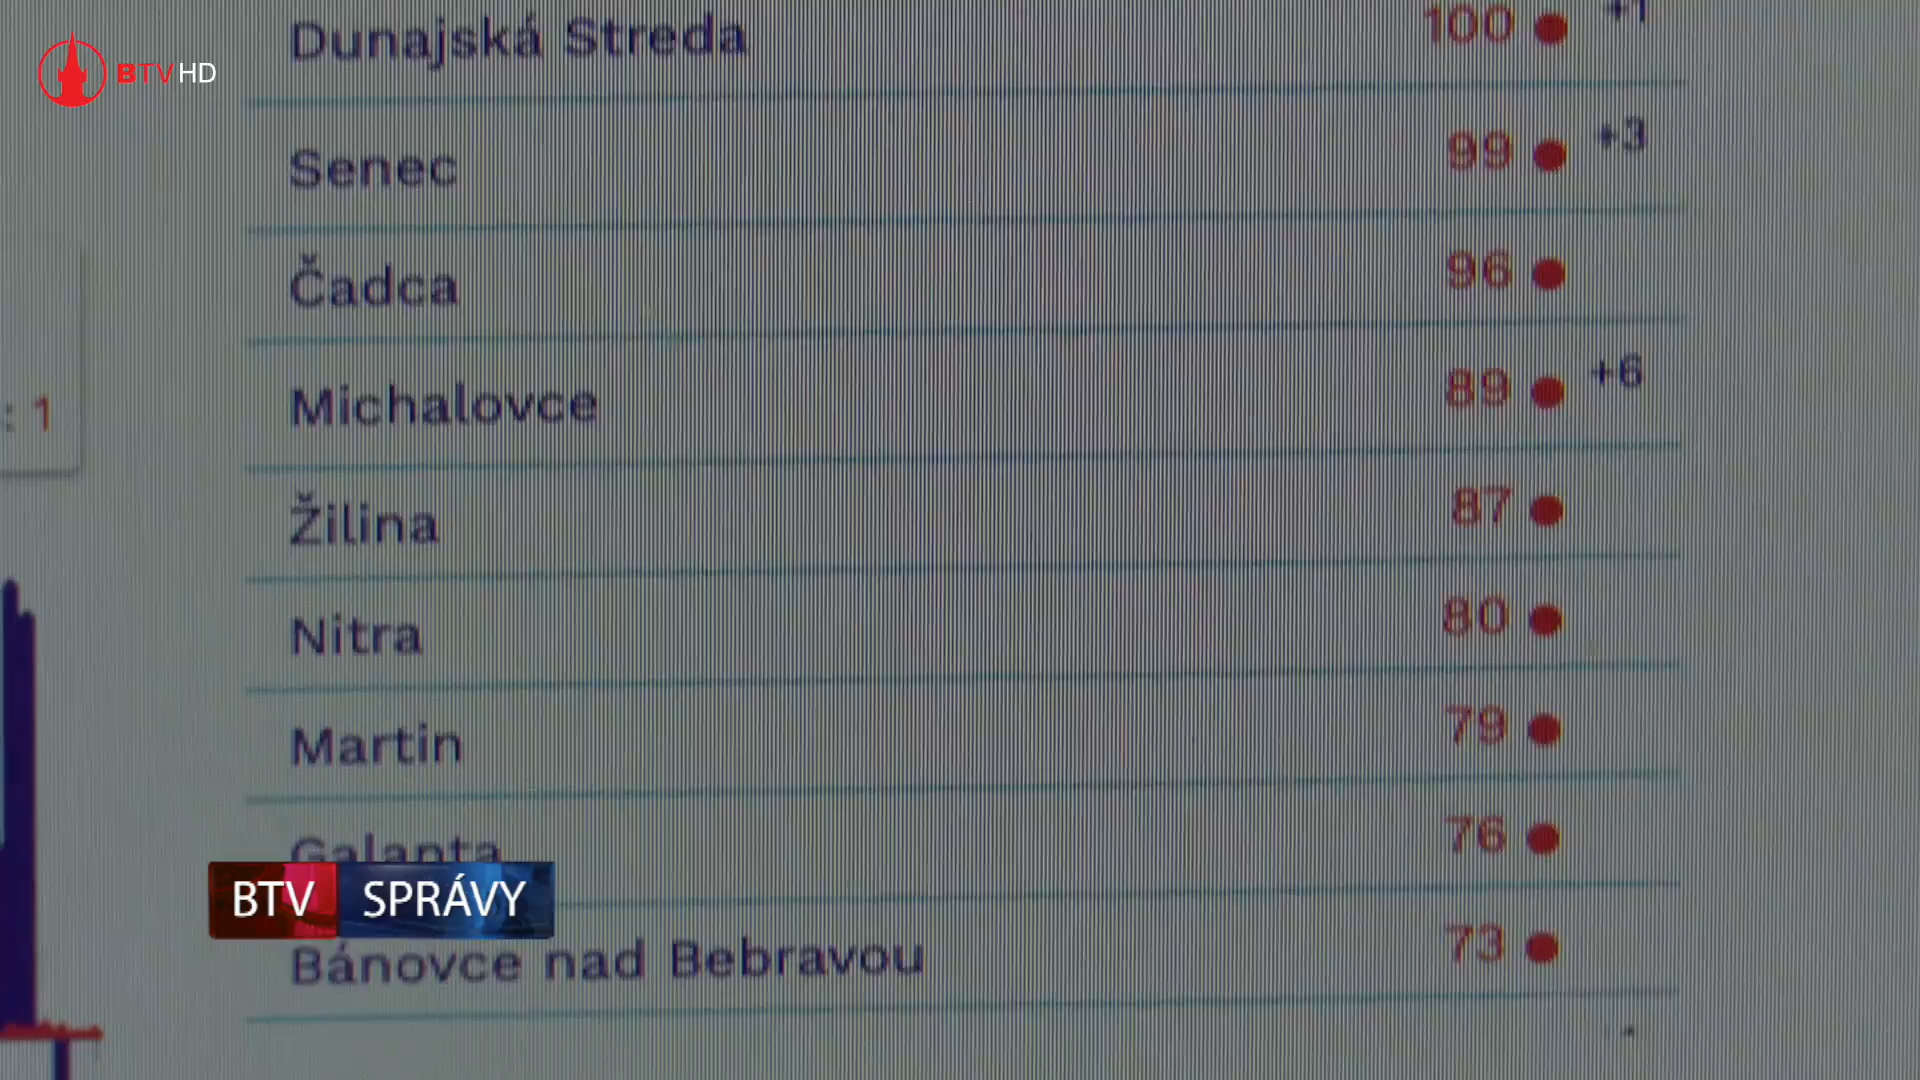 BTV HD
Dunajská Streda 100 +1
Senec 99 +3
Čadca 96
Michalovce 89 +6
: 1
Žilina 87
Nitra 80
Martin 79
Galanta 76
BTV SPRÁVY
Bánovce nad Bebravou 73